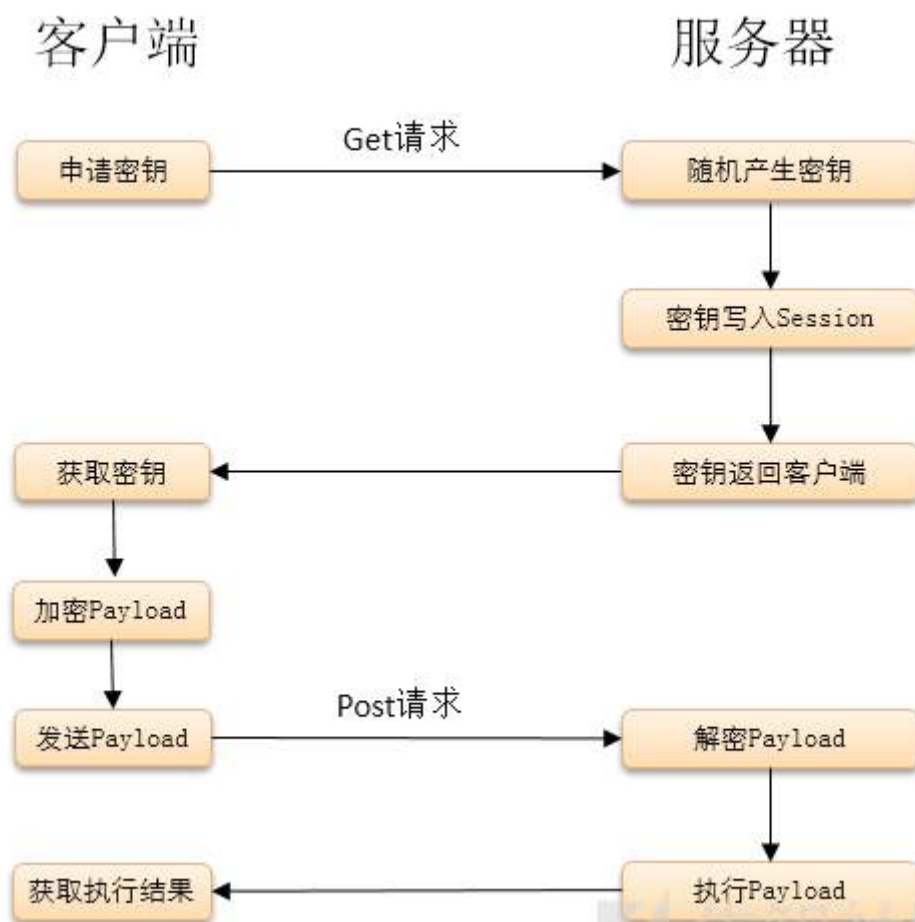 客户端
服务器
Get请求
申请密钥
随机产生密钥
密钥写入Session
获取密钥
密钥返回客户端
加密Payload
Post请求
发送Payload
解密Payload
获取执行结果
执行Payload